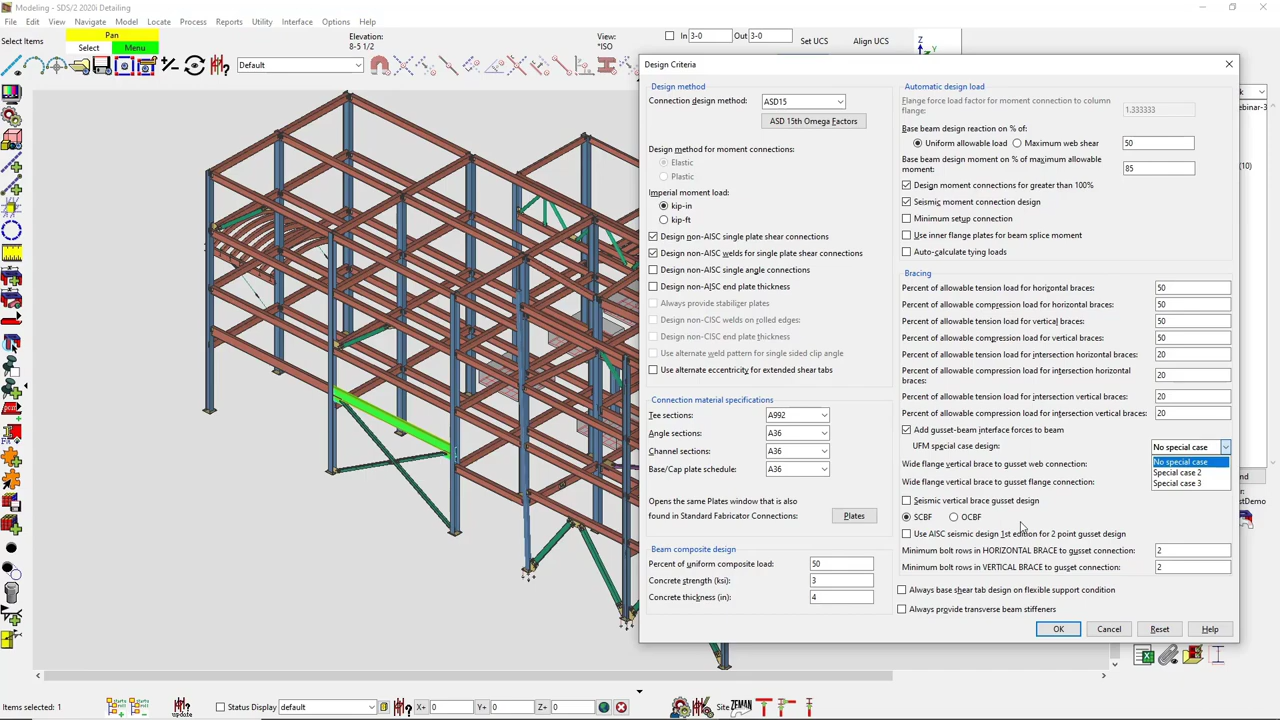 Modeling - SDS/2 2020i Detailing
File Edit View Navigate Model Locate Process Reports Utility Interface Options Help
Select Items
Pan
Select Menu
Elevation:
8-5 1/2
View:
*ISO
In 3-0 Out 3-0
Set UCS
Align UCS
Z
Y
Default
Design Criteria
Design method
Connection design method: ASD15
ASD 15th Omega Factors
Design method for moment connections:
Elastic
Plastic
Imperial moment load:
kip-in
kip-ft
Design non-AISC single plate shear connections
Design non-AISC welds for single plate shear connections
Design non-AISC single angle connections
Design non-AISC end plate thickness
Always provide stabilizer plates
Design non-CISC welds on rolled edges:
Design non-CISC end plate thickness
Use alternate weld pattern for single sided clip angle
Use alternate eccentricity for extended shear tabs
Connection material specifications
Tee sections: A992
Angle sections: A36
Channel sections: A36
Base/Cap plate schedule: A36
Opens the same Plates window that is also
found in Standard Fabricator Connections: Plates
Beam composite design
Percent of uniform composite load: 50
Concrete strength (ksi): 3
Concrete thickness (in): 4
Automatic design load
Flange force load factor for moment connection to column
flange: 1.333333
Base beam design reaction on % of:
Uniform allowable load Maximum web shear 50
Base beam design moment on % of maximum allowable
moment: 85
Design moment connections for greater than 100%
Seismic moment connection design
Minimum setup connection
Use inner flange plates for beam splice moment
Auto-calculate tying loads
Bracing
Percent of allowable tension load for horizontal braces: 50
Percent of allowable compression load for horizontal braces: 50
Percent of allowable tension load for vertical braces: 50
Percent of allowable compression load for vertical braces: 50
Percent of allowable tension load for intersection horizontal braces: 20
Percent of allowable compression load for intersection horizontal
braces: 20
Percent of allowable tension load for intersection vertical braces: 20
Percent of allowable compression load for intersection vertical braces: 20
Add gusset-beam interface forces to beam
UFM special case design: No special case
No special case
Special case 2
Special case 3
Wide flange vertical brace to gusset web connection:
Wide flange vertical brace to gusset flange connection:
Seismic vertical brace gusset design
SCBF OCBF
Use AISC seismic design 1st edition for 2 point gusset design
Minimum bolt rows in HORIZONTAL BRACE to gusset connection: 2
Minimum bolt rows in VERTICAL BRACE to gusset connection: 2
Always base shear tab design on flexible support condition
Always provide transverse beam stiffeners
OK Cancel Reset Help
Items selected: 1
update
Status Display default
X+ 0 Y+ 0 Z+ 0
Site ZEMAN